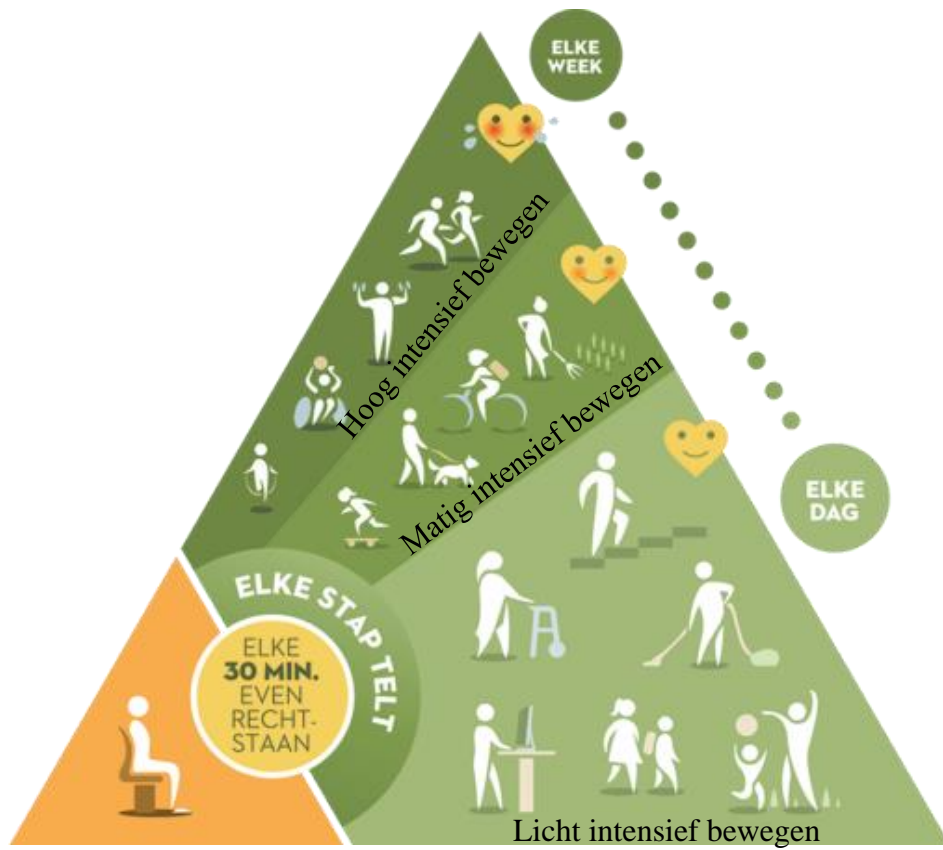 ELKE
WEEK
Hoog intensief bewegen
Matig intensief bewegen
ELKE
DAG
ELKE STAP TELT
ELKE
30 MIN.
EVEN
RECHT-
STAAN
Licht intensief bewegen